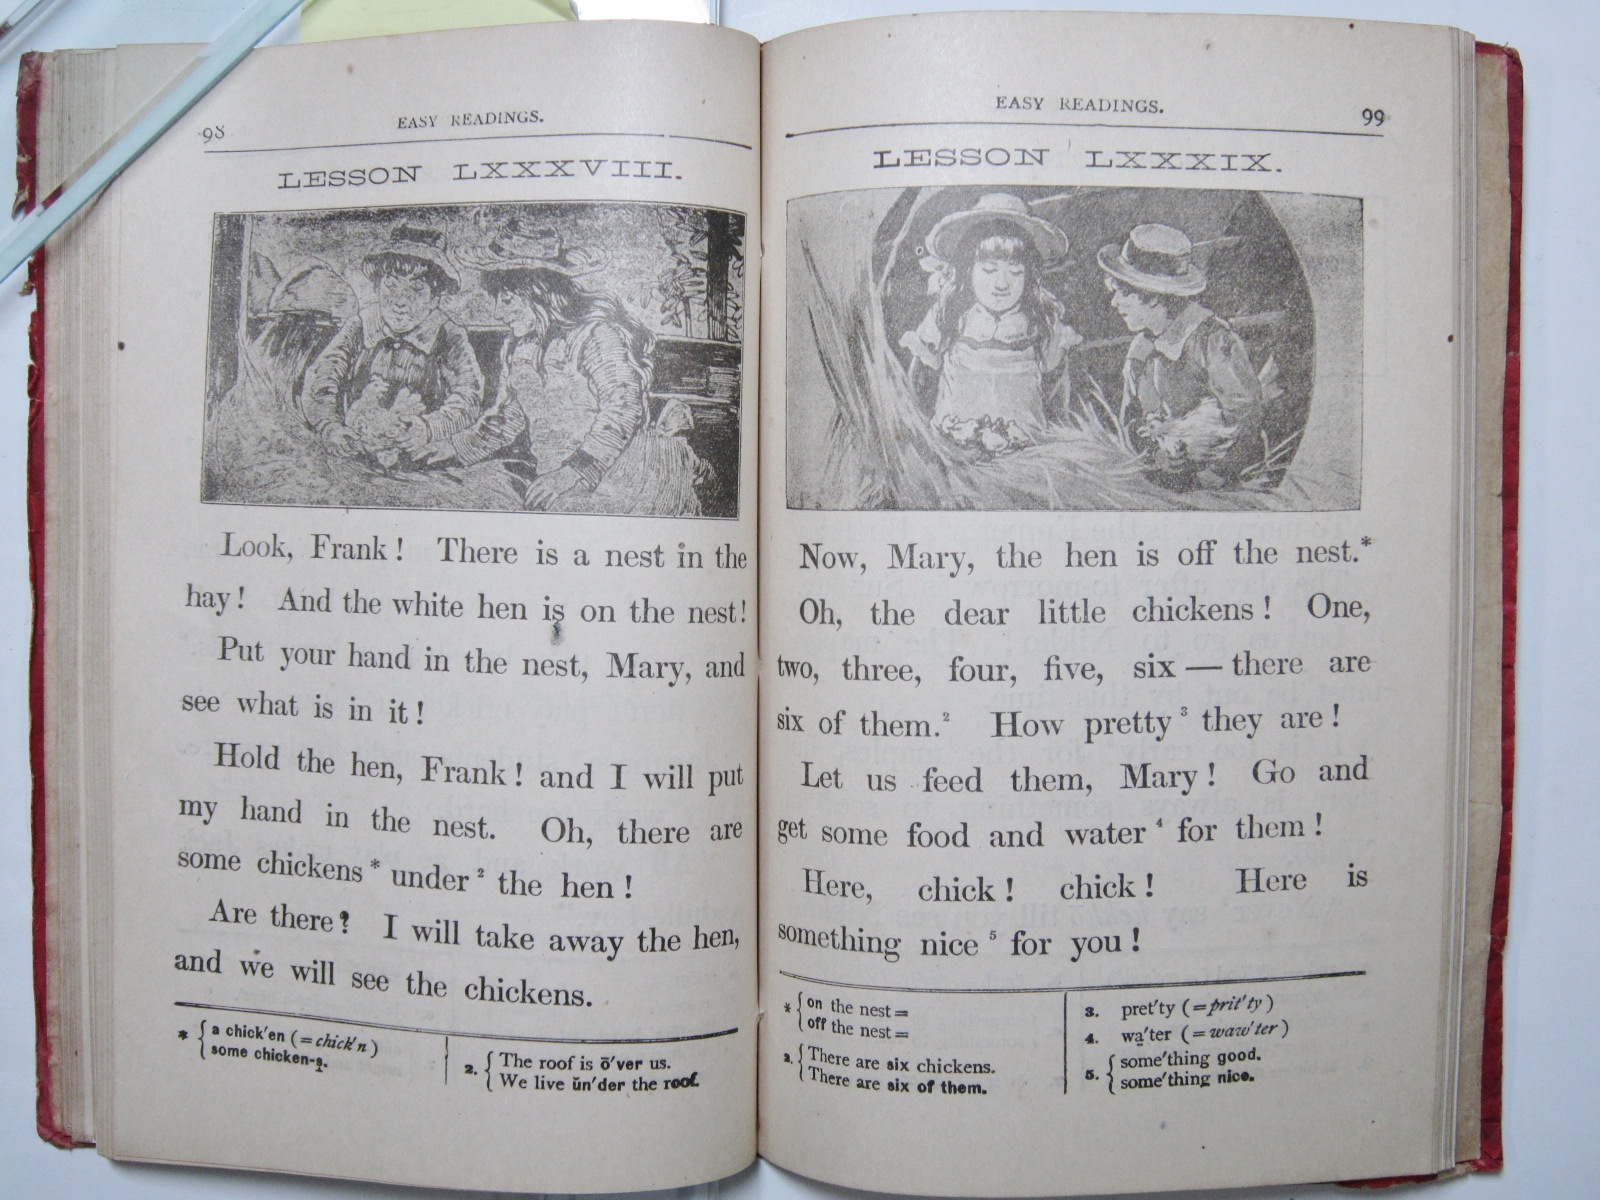 98
EASY READINGS.
LESSON LXXXVIII.
Look, Frank! There is a nest in the
hay! And the white hen is on the nest!
Put your hand in the nest, Mary, and
see what is in it!
Hold the hen, Frank! and I will put
my hand in the nest. Oh, there are
some chickens * under ² the hen!
Are there? I will take away the hen,
and we will see the chickens.
* { a chick'en (=chick'n)
some chicken-s.
2. { The roof is ō'ver us.
We live ŭn'der the roof.
EASY READINGS.
99
LESSON LXXXIX.
Now, Mary, the hen is off the nest.*
Oh, the dear little chickens! One,
two, three, four, five, six — there are
six of them.² How pretty ³ they are!
Let us feed them, Mary! Go and
get some food and water ⁴ for them!
Here, chick! chick! Here is
something nice ⁵ for you!
* { on the nest=
off the nest=
2. { There are six chickens.
There are six of them.
3. pret'ty (=prit'ty)
4. wa̤'ter (=waw'ter)
5. { some'thing good.
some'thing nice.